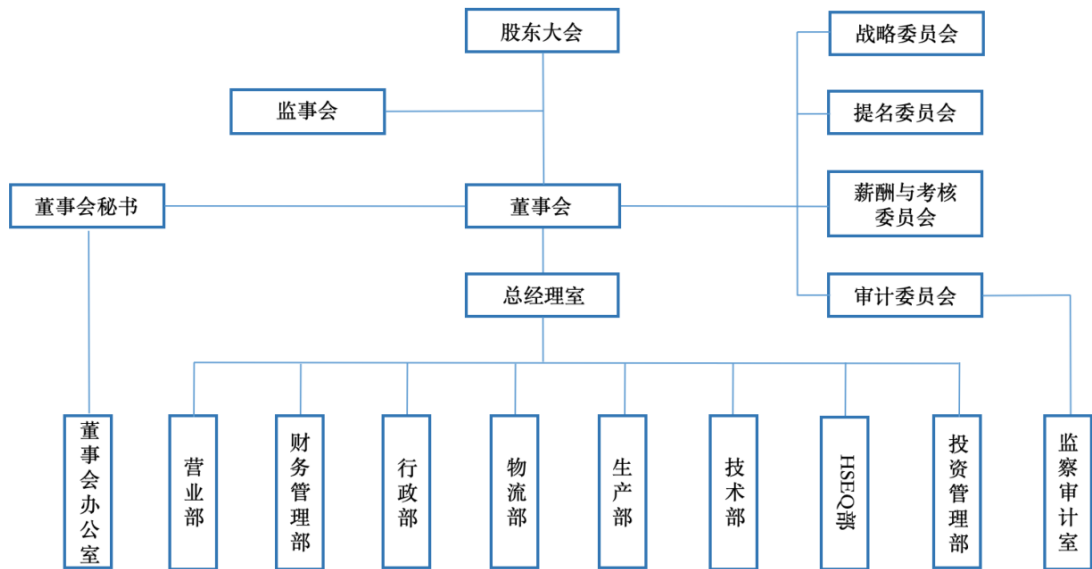 股东大会
战略委员会
监事会
提名委员会
董事会秘书
董事会
薪酬与考核
委员会
总经理室
审计委员会
董事会办公室
营业部
财务管理部
行政部
物流部
生产部
技术部
HSEQ部
投资管理部
监察审计室